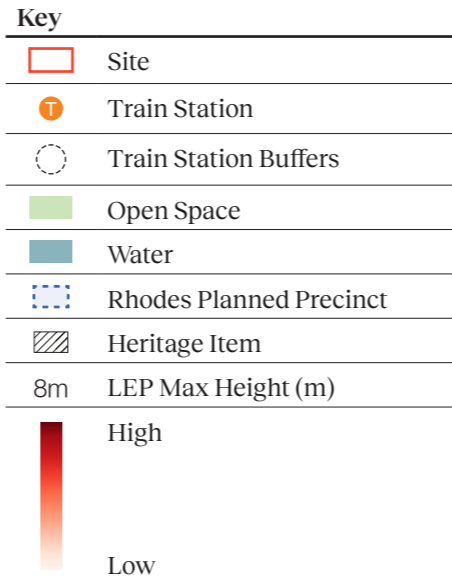 Key
Site
T Train Station
Train Station Buffers
Open Space
Water
Rhodes Planned Precinct
Heritage Item
8m LEP Max Height (m)
High
Low